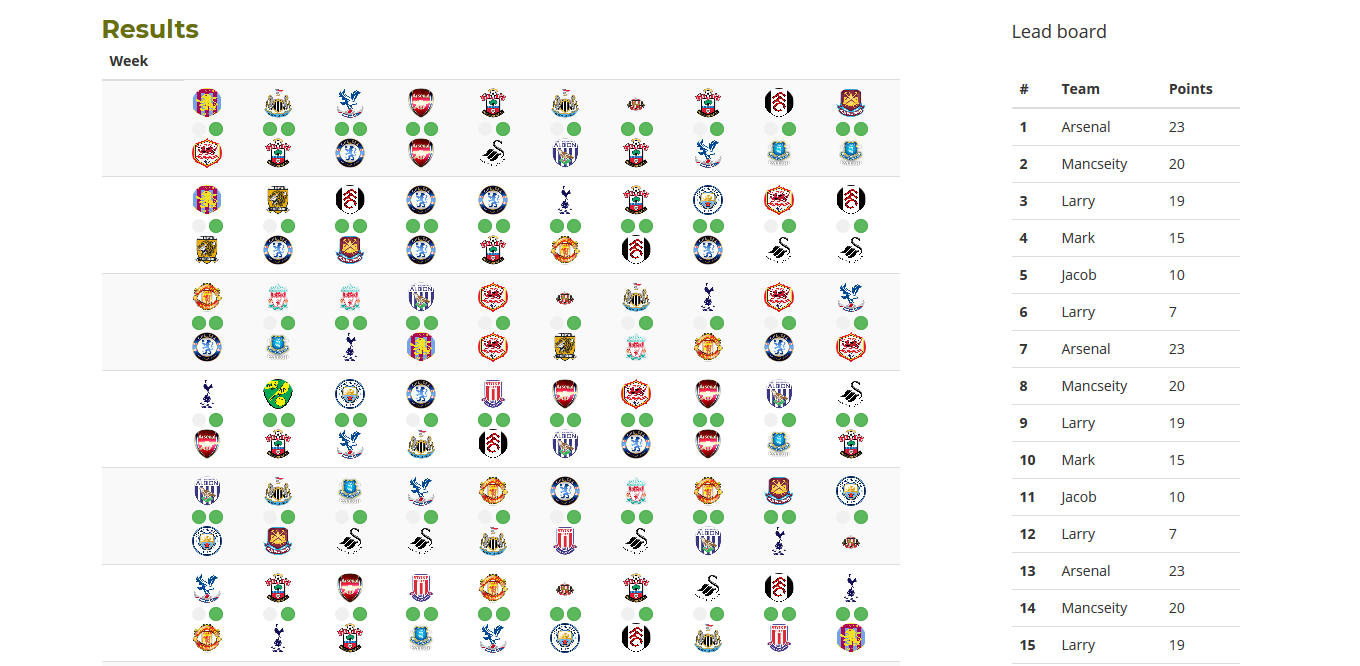 Results
Week
Lead board
# Team Points
1 Arsenal 23
2 Mancseity 20
3 Larry 19
4 Mark 15
5 Jacob 10
6 Larry 7
7 Arsenal 23
8 Mancseity 20
9 Larry 19
10 Mark 15
11 Jacob 10
12 Larry 7
13 Arsenal 23
14 Mancseity 20
15 Larry 19